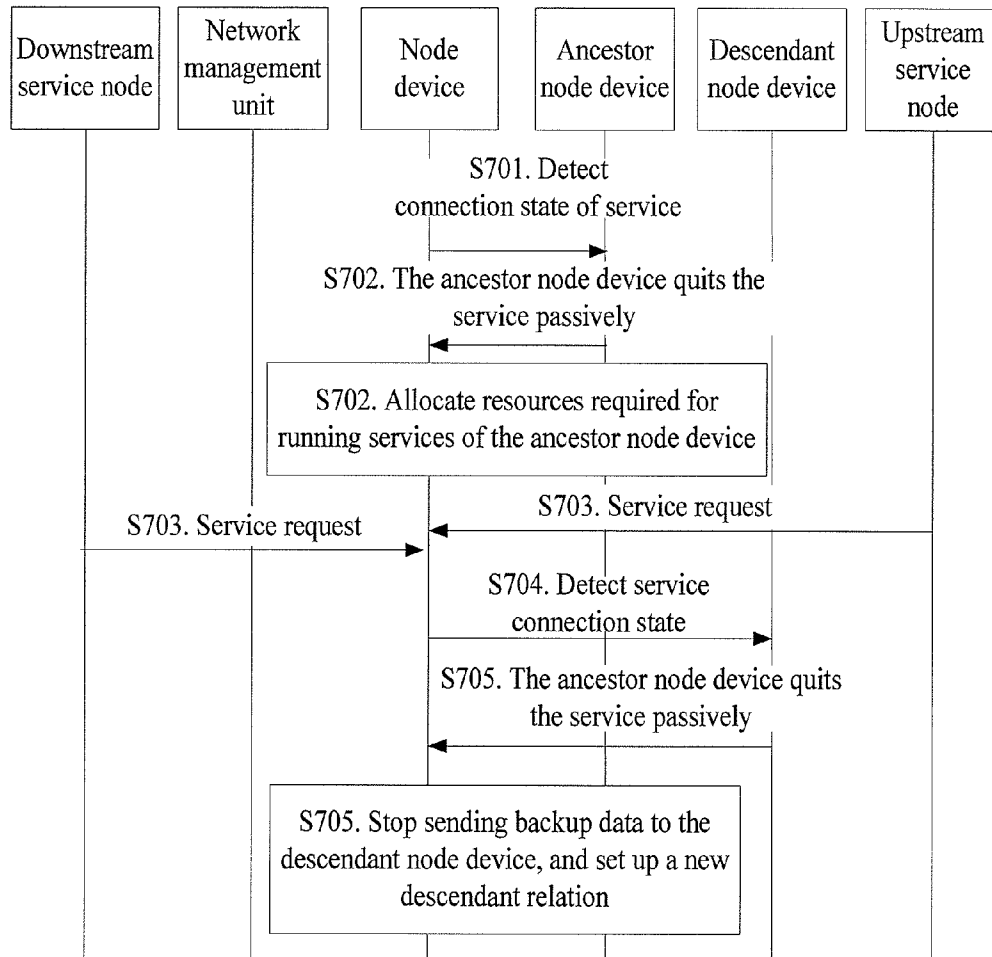 Downstream
service node
Network
management
unit
Node
device
Ancestor
node device
Descendant
node device
Upstream
service
node
S701. Detect
connection state of service
S702. The ancestor node device quits the
service passively
S702. Allocate resources required for
running services of the ancestor node device
S703. Service request
S703. Service request
S704. Detect service
connection state
S705. The ancestor node device quits
the service passively
S705. Stop sending backup data to the
descendant node device, and set up a new
descendant relation